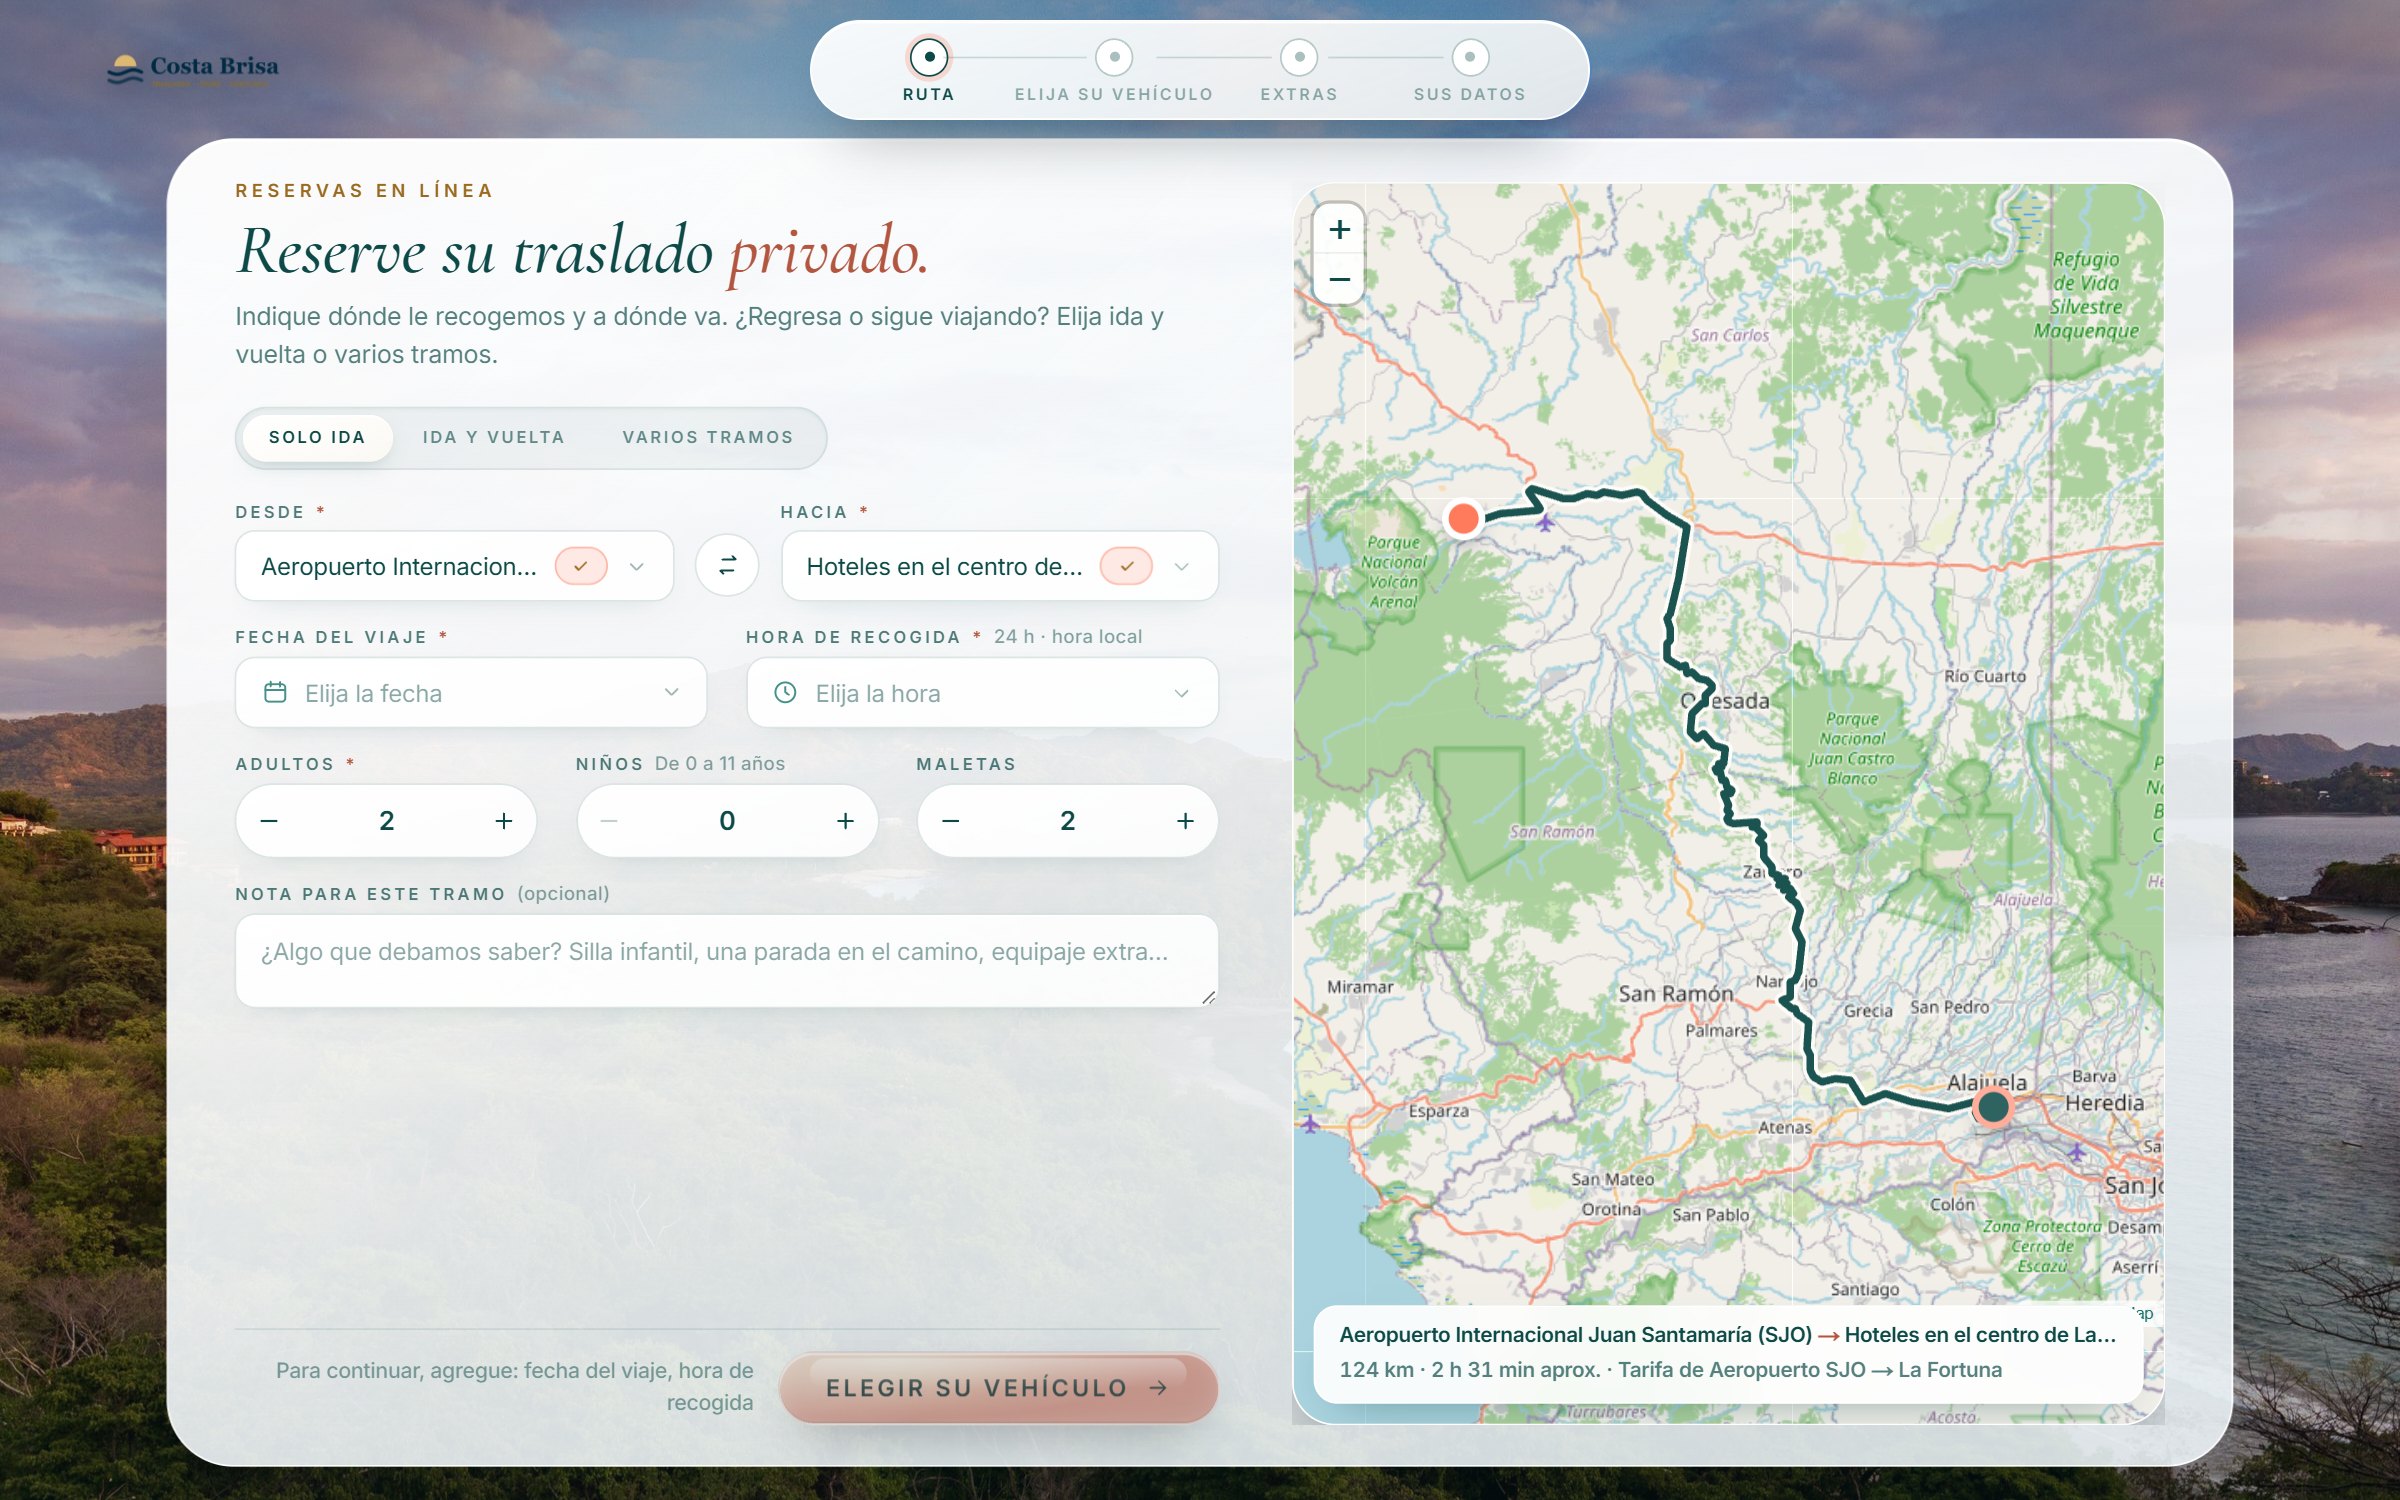 Costa Brisa
RUTA
ELIJA SU VEHÍCULO
EXTRAS
SUS DATOS
RESERVAS EN LÍNEA
Reserve su traslado privado.
Indique dónde le recogemos y a dónde va. ¿Regresa o sigue viajando? Elija ida y
vuelta o varios tramos.
SOLO IDA
IDA Y VUELTA
VARIOS TRAMOS
DESDE *
HACIA *
Aeropuerto Internacion...
Hoteles en el centro de...
FECHA DEL VIAJE *
HORA DE RECOGIDA * 24 h · hora local
Elija la fecha
Elija la hora
ADULTOS *
NIÑOS De 0 a 11 años
MALETAS
− 2 +
− 0 +
− 2 +
NOTA PARA ESTE TRAMO (opcional)
¿Algo que debamos saber? Silla infantil, una parada en el camino, equipaje extra...
Para continuar, agregue: fecha del viaje, hora de
recogida
ELEGIR SU VEHÍCULO →
+
−
Refugio
de Vida
Silvestre
Maquenque
San Carlos
Parque
Nacional
Volcán
Arenal
Río Cuarto
Parque
Nacional
Juan Castro
Blanco
San Ramón
Alajuela
Miramar
San Ramón
Palmares
Grecia
San Pedro
Alajuela
Barva
Heredia
Esparza
Atenas
San Mateo
Orotina
San Pablo
Colón
Zona Protectora
Cerro de
Escazú
Aserrí
Santiago
Aeropuerto Internacional Juan Santamaría (SJO) → Hoteles en el centro de La...
124 km · 2 h 31 min aprox. · Tarifa de Aeropuerto SJO → La Fortuna
Turrubares
Acosta